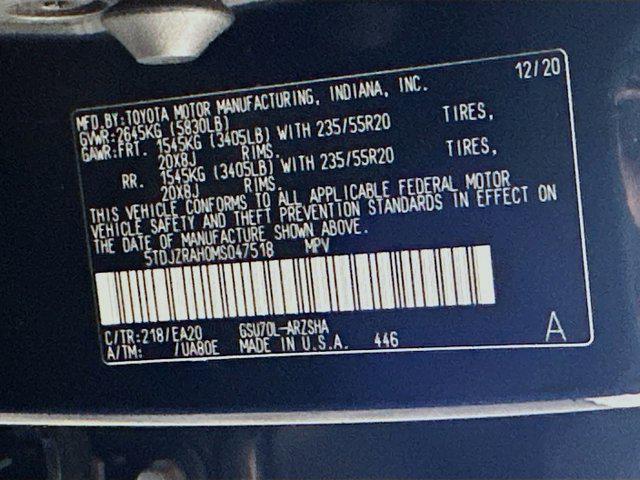 12/20
MFD.BY:TOYOTA MOTOR MANUFACTURING, INDIANA, INC.
GVWR:2645KG (5830LB)
GAWR:FRT. 1545KG (3405LB) WITH 235/55R20 TIRES,
20X8J RIMS.
RR. 1545KG (3405LB) WITH 235/55R20 TIRES,
20X8J RIMS.
THIS VEHICLE CONFORMS TO ALL APPLICABLE FEDERAL MOTOR
VEHICLE SAFETY AND THEFT PREVENTION STANDARDS IN EFFECT ON
THE DATE OF MANUFACTURE SHOWN ABOVE.
5TDJZRAH0MS047518 MPV
C/TR:218/EA20 GSU70L-ARZSHA
A/TM: /UA80E MADE IN U.S.A. 446 A